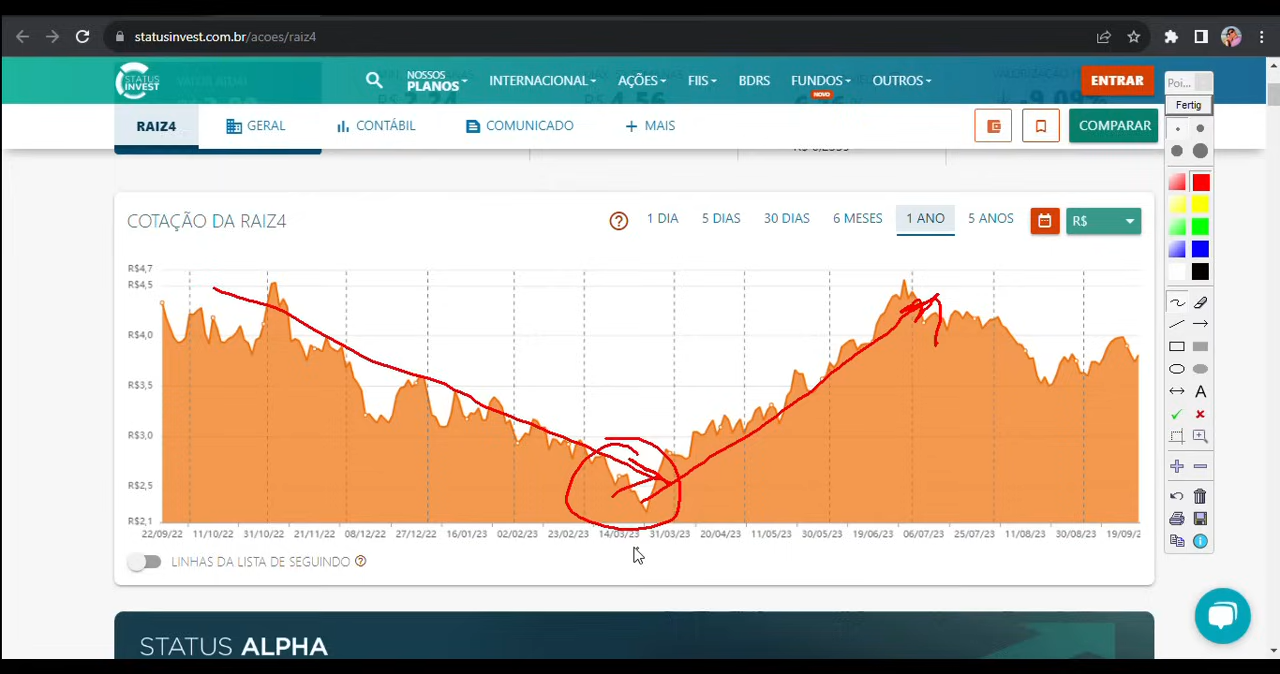 statusinvest.com.br/acoes/raiz4
STATUS INVEST
NOSSOS PLANOS
INTERNACIONAL
AÇÕES
FIIS
BDRS
FUNDOS
NOVO
OUTROS
ENTRAR
Poi...
Fertig
RAIZ4
GERAL
CONTÁBIL
COMUNICADO
MAIS
COMPARAR
COTAÇÃO DA RAIZ4
1 DIA
5 DIAS
30 DIAS
6 MESES
1 ANO
5 ANOS
R$
R$4,7
R$4,5
R$4,0
R$3,5
R$3,0
R$2,5
R$2,1
22/09/22 11/10/22 31/10/22 21/11/22 08/12/22 27/12/22 16/01/23 02/02/23 23/02/23 14/03/23 31/03/23 20/04/23 11/05/23 30/05/23 19/06/23 06/07/23 25/07/23 11/08/23 30/08/23 19/09/2
LINHAS DA LISTA DE SEGUINDO
STATUS ALPHA